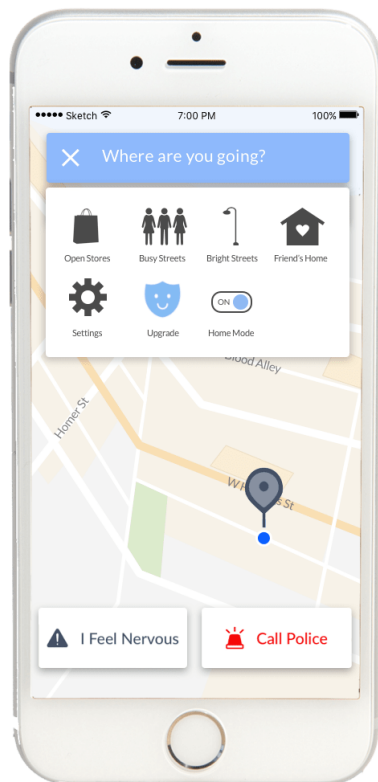 Sketch
7:00 PM
100%
Where are you going?
Open Stores
Busy Streets
Bright Streets
Friend's Home
Settings
Upgrade
ON
Home Mode
Alley
Homer St
St
I Feel Nervous
Call Police